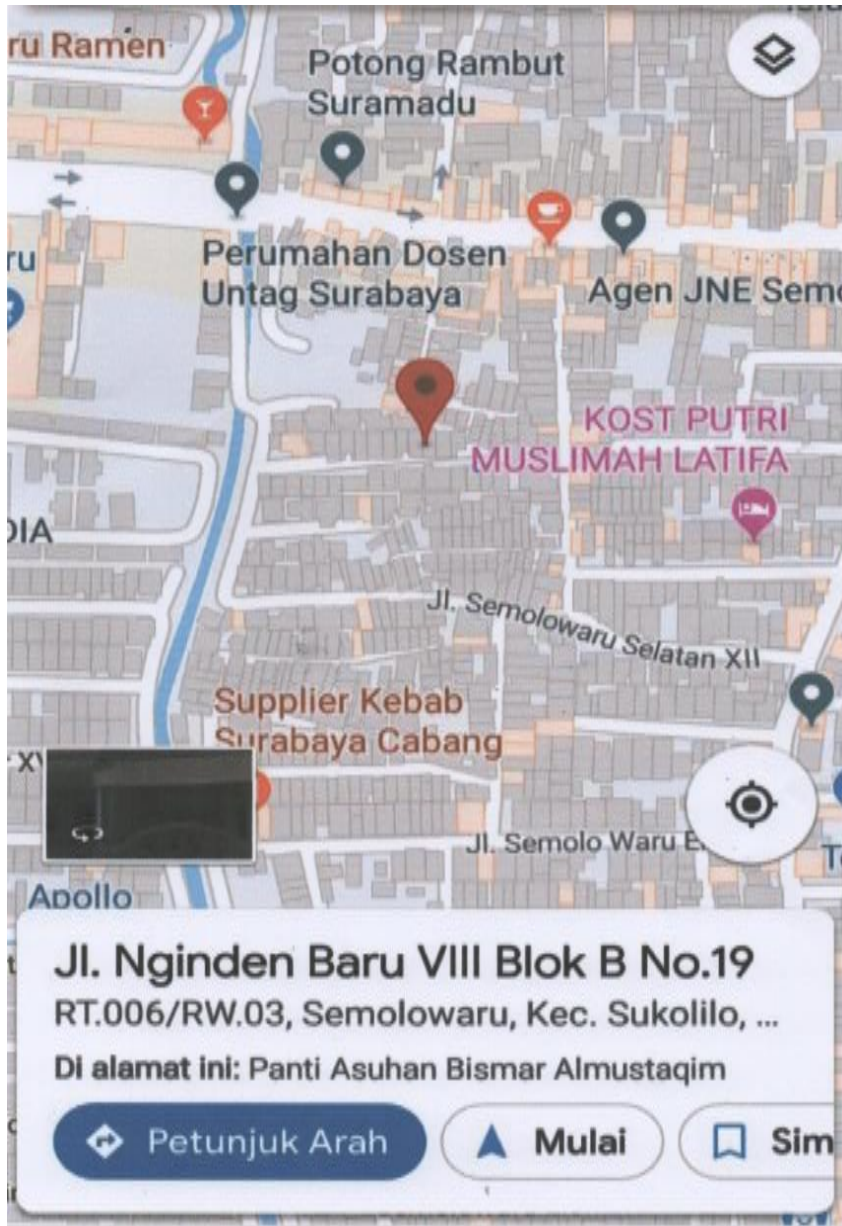 ru Ramen
Potong Rambut
Suramadu
Perumahan Dosen
Untag Surabaya
ru
Agen JNE Semo
KOST PUTRI
MUSLIMAH LATIFA
DIA
Jl. Semolowaru Selatan XII
Supplier Kebab
Surabaya Cabang
Jl. Semolo Waru E
Apollo
Jl. Nginden Baru VIII Blok B No.19
RT.006/RW.03, Semolowaru, Kec. Sukolilo, ...
Di alamat ini: Panti Asuhan Bismar Almustaqim
Petunjuk Arah
Mulai
Sim